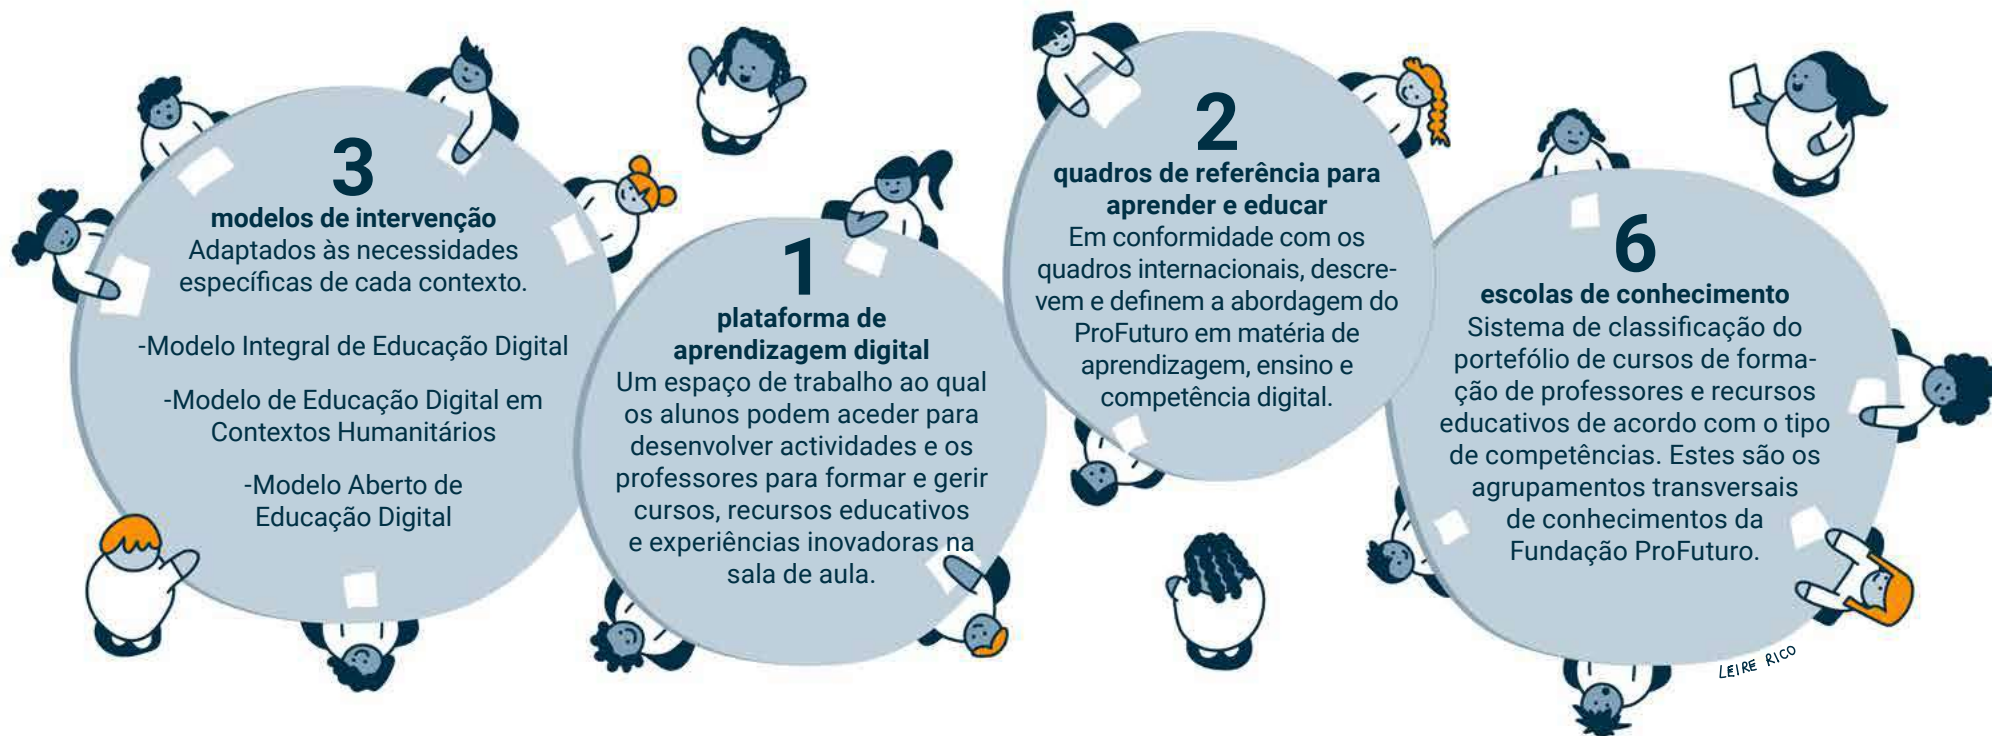 3
modelos de intervenção
Adaptados às necessidades
específicas de cada contexto.
-Modelo Integral de Educação Digital
-Modelo de Educação Digital em
Contextos Humanitários
-Modelo Aberto de
Educação Digital
1
plataforma de
aprendizagem digital
Um espaço de trabalho ao qual
os alunos podem aceder para
desenvolver actividades e os
professores para formar e gerir
cursos, recursos educativos
e experiências inovadoras na
sala de aula.
2
quadros de referência para
aprender e educar
Em conformidade com os
quadros internacionais, descre-
vem e definem a abordagem do
ProFuturo em matéria de
aprendizagem, ensino e
competência digital.
6
escolas de conhecimento
Sistema de classificação do
portefólio de cursos de forma-
ção de professores e recursos
educativos de acordo com o tipo
de competências. Estes são os
agrupamentos transversais
de conhecimentos da
Fundação ProFuturo.
LEIRE RICO